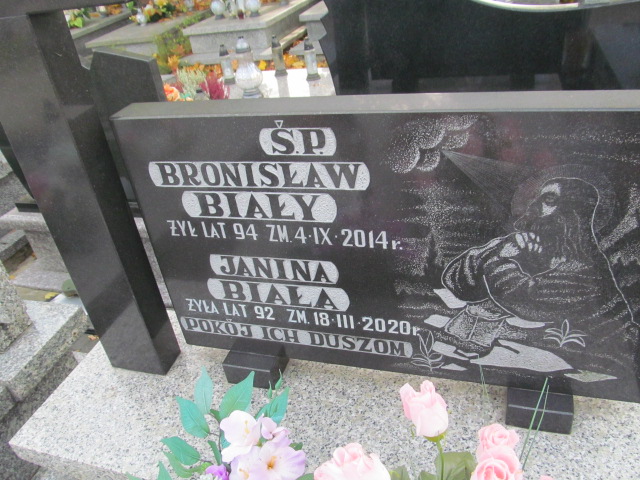 Ś.P.
BRONISŁAW
BIAŁY
ŻYŁ LAT 94 ZM. 4·IX·2014 r.
JANINA
BIAŁA
ŻYŁA LAT 92 ZM. 18·III·2020 r.
POKÓJ ICH DUSZOM